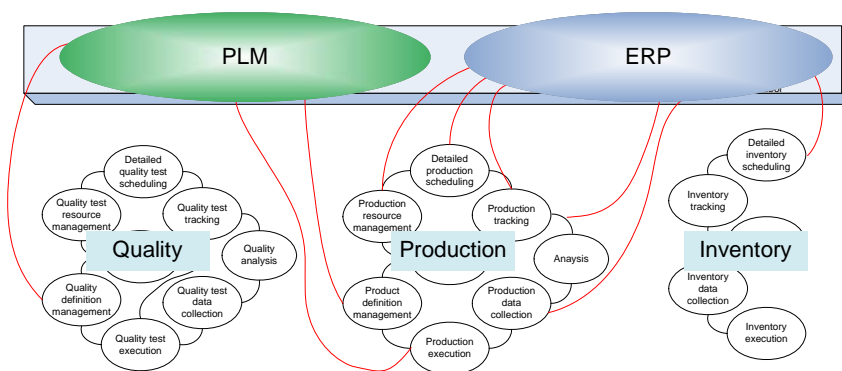 PLM
ERP
Detailed
quality test
scheduling
Quality test
resource
management
Quality test
tracking
Quality
Quality
analysis
Quality
definition
management
Quality test
data
collection
Quality test
execution
Detailed
production
scheduling
Production
resource
management
Production
tracking
Production
Anaysis
Product
definition
management
Production
data
collection
Production
execution
Detailed
inventory
scheduling
Inventory
tracking
Inventory
Inventory
data
collection
Inventory
execution